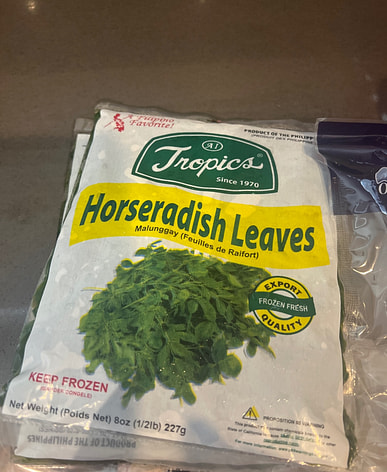 A Filipino
Favorite!
PRODUCT OF THE PHILIPP
A1
Tropics®
Since 1970
Horseradish Leaves
Malunggay (Feuilles de Raifort)
EXPORT
FROZEN FRESH
QUALITY
KEEP FROZEN
Net Weight (Poids Net) 8oz (1/2lb) 227g
PRODUCT OF THE PHILIPPINES
PROPOSITION 65 WARNING